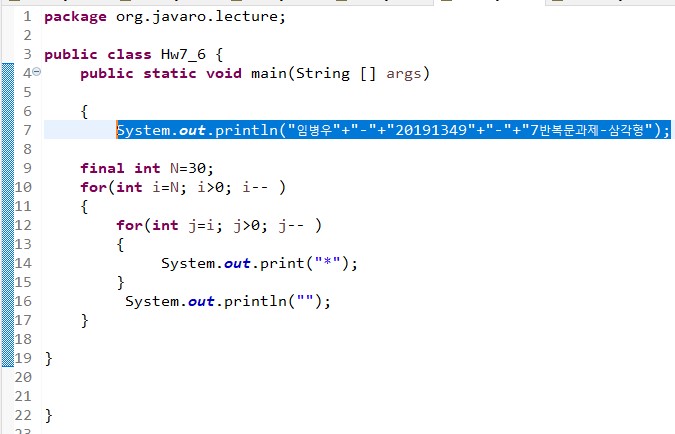 1 package org.javaro.lecture;
2
3 public class Hw7_6 {
4 public static void main(String [] args)
5
6 {
7 System.out.println("임병우"+"-"+"20191349"+"-"+"7반복문과제-삼각형");
8
9 final int N=30;
10 for(int i=N; i>0; i-- )
11 {
12 for(int j=i; j>0; j-- )
13 {
14 System.out.print("*");
15 }
16 System.out.println("");
17 }
18
19 }
20
21
22 }
23